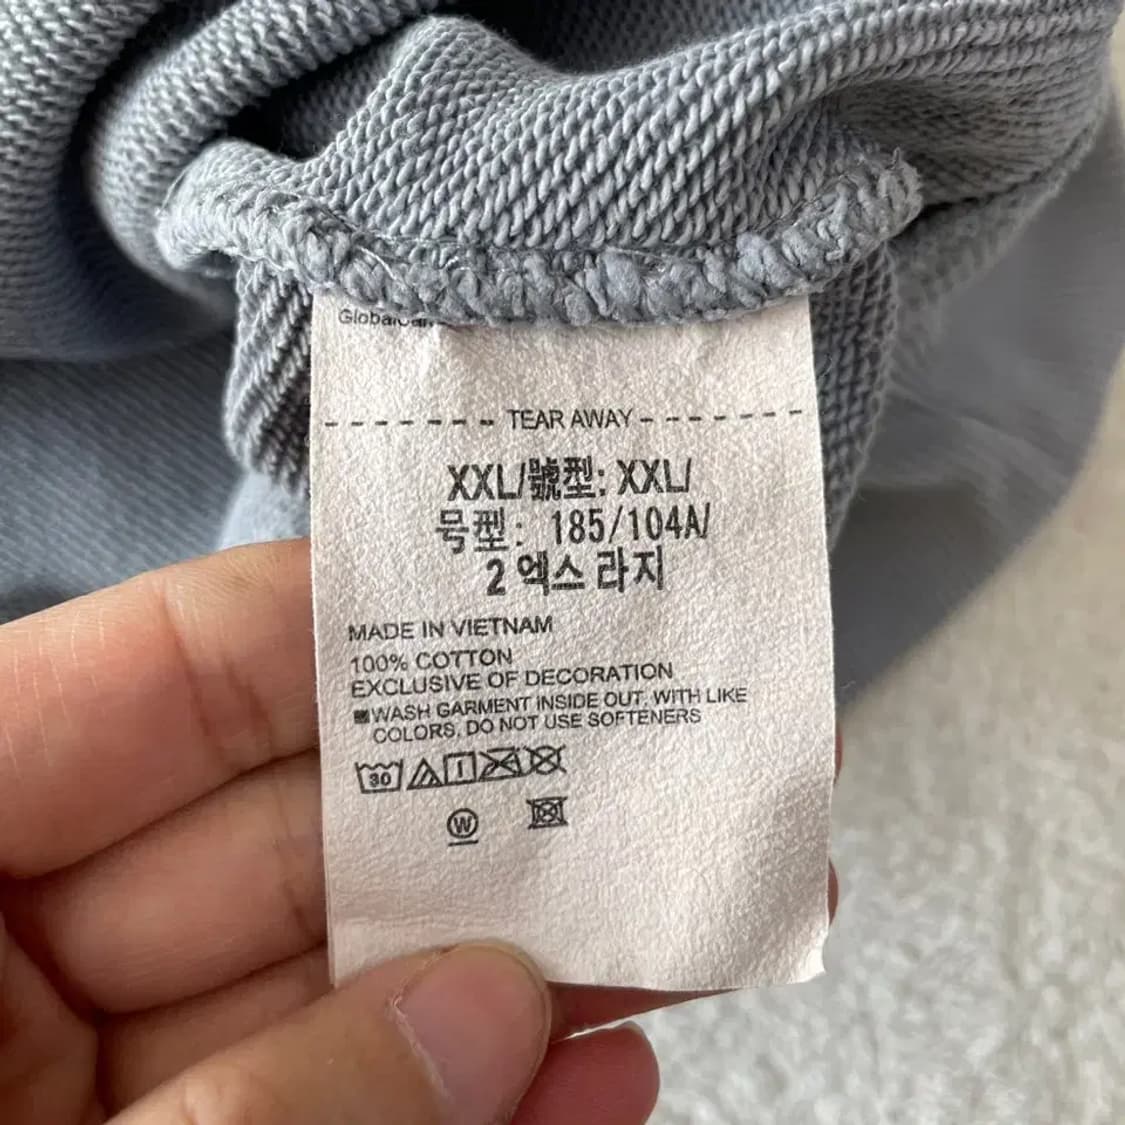 TEAR AWAY
XXL/號型: XXL/
号型: 185/104A/
2 엑스 라지
MADE IN VIETNAM
100% COTTON
EXCLUSIVE OF DECORATION
WASH GARMENT INSIDE OUT, WITH LIKE
COLORS, DO NOT USE SOFTENERS
30
W